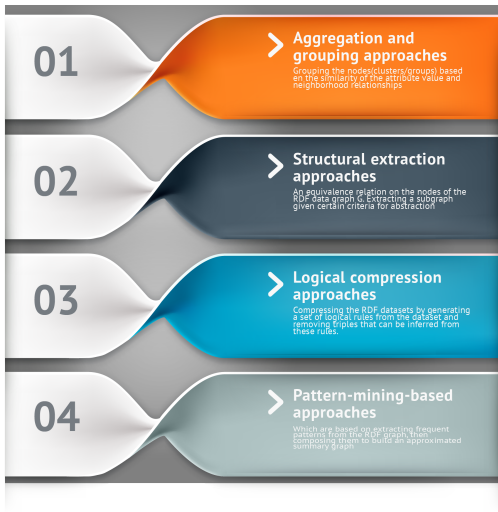 01
Aggregation and
grouping approaches
Grouping the nodes(clusters/groups) based
en the similarity of the attribute value and
neighborhood relationships
02
Structural extraction
approaches
An equivalence relation on the nodes of the
RDF data graph G. Extracting a subgraph
given certain criteria for abstraction
03
Logical compression
approaches
Compressing the RDF datasets by generating
a set of logical rules from the dataset and
removing triples that can be inferred from
these rules.
04
Pattern-mining-based
approaches
Which are based on extracting frequent
patterns from the RDF graph, then
composing them to build an approximated
summary graph